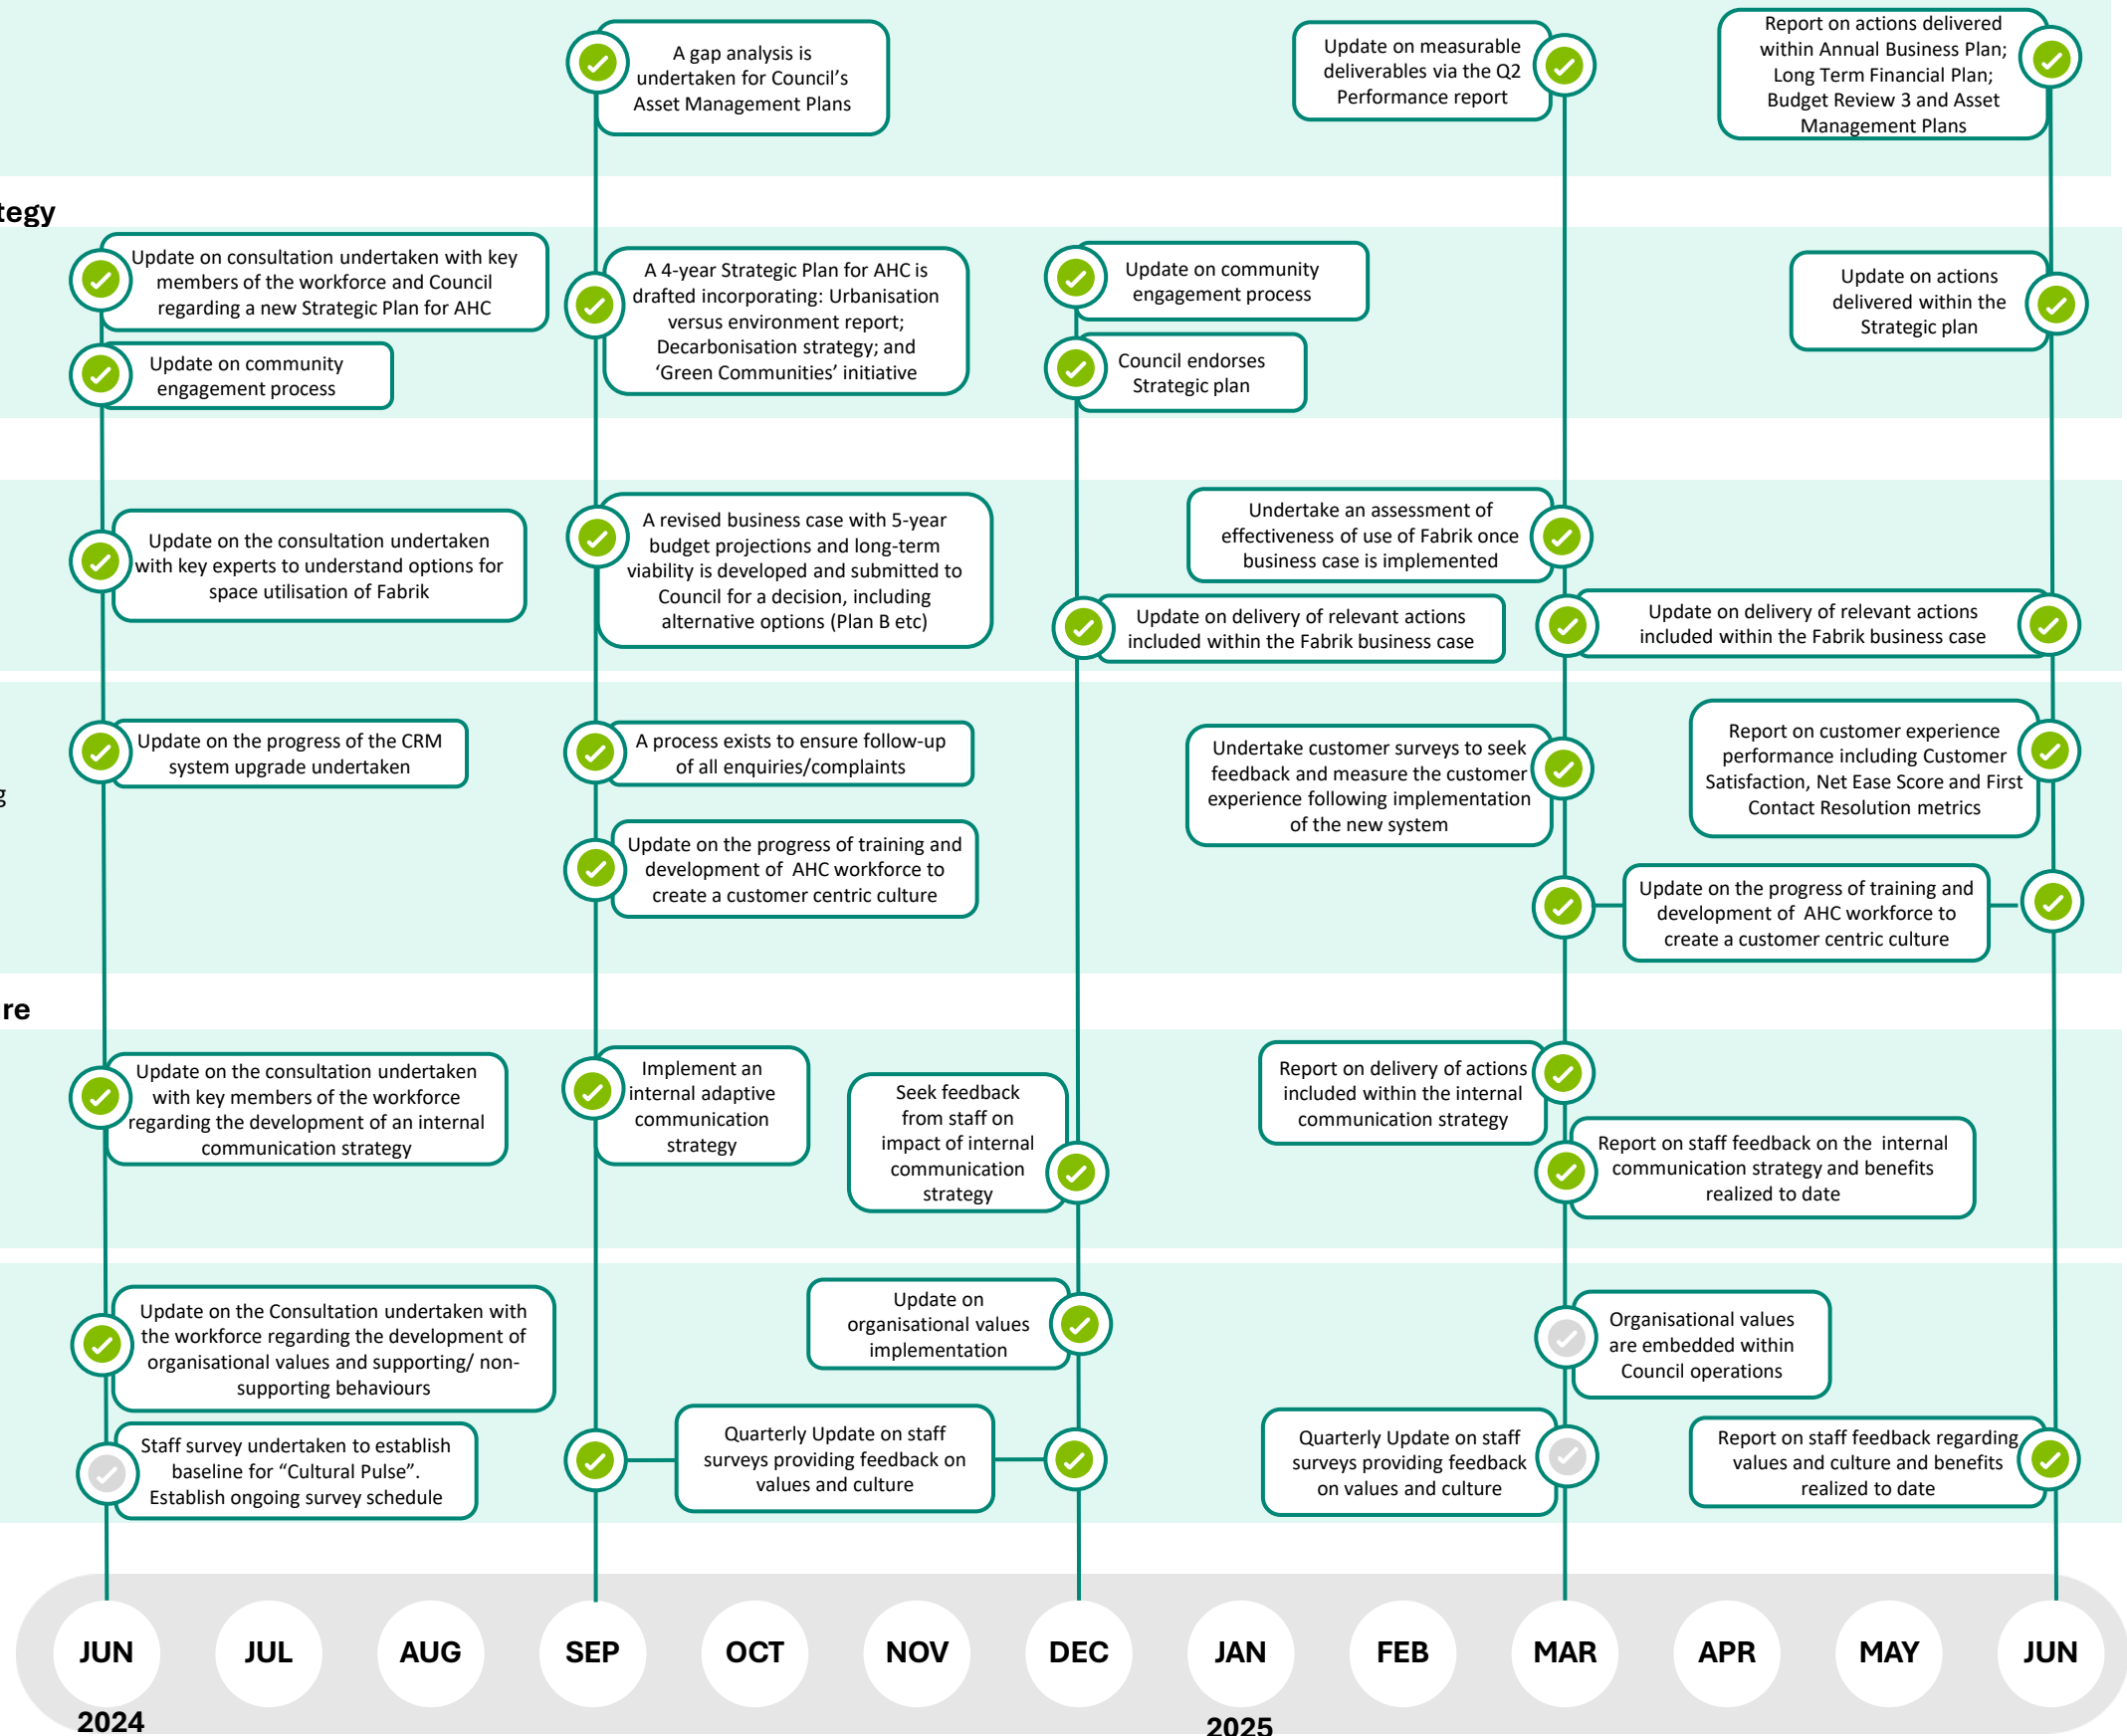 A gap analysis is
undertaken for Council's
Asset Management Plans
Update on measurable
deliverables via the Q2
Performance report
Report on actions delivered
within Annual Business Plan;
Long Term Financial Plan;
Budget Review 3 and Asset
Management Plans
tegy
Update on consultation undertaken with key
members of the workforce and Council
regarding a new Strategic Plan for AHC
Update on community
engagement process
A 4-year Strategic Plan for AHC is
drafted incorporating: Urbanisation
versus environment report;
Decarbonisation strategy; and
‘Green Communities’ initiative
Update on community
engagement process
Council endorses
Strategic plan
Update on actions
delivered within the
Strategic plan
Update on the consultation undertaken
with key experts to understand options for
space utilisation of Fabrik
A revised business case with 5-year
budget projections and long-term
viability is developed and submitted to
Council for a decision, including
alternative options (Plan B etc)
Undertake an assessment of
effectiveness of use of Fabrik once
business case is implemented
Update on delivery of relevant actions
included within the Fabrik business case
Update on delivery of relevant actions
included within the Fabrik business case
g
Update on the progress of the CRM
system upgrade undertaken
A process exists to ensure follow-up
of all enquiries/complaints
Update on the progress of training and
development of AHC workforce to
create a customer centric culture
Undertake customer surveys to seek
feedback and measure the customer
experience following implementation
of the new system
Report on customer experience
performance including Customer
Satisfaction, Net Ease Score and First
Contact Resolution metrics
Update on the progress of training and
development of AHC workforce to
create a customer centric culture
re
Update on the consultation undertaken
with key members of the workforce
regarding the development of an internal
communication strategy
Implement an
internal adaptive
communication
strategy
Seek feedback
from staff on
impact of internal
communication
strategy
Report on delivery of actions
included within the internal
communication strategy
Report on staff feedback on the internal
communication strategy and benefits
realized to date
Update on the Consultation undertaken with
the workforce regarding the development of
organisational values and supporting/ non-
supporting behaviours
Staff survey undertaken to establish
baseline for “Cultural Pulse”.
Establish ongoing survey schedule
Update on
organisational values
implementation
Quarterly Update on staff
surveys providing feedback on
values and culture
Organisational values
are embedded within
Council operations
Quarterly Update on staff
surveys providing feedback
on values and culture
Report on staff feedback regarding
values and culture and benefits
realized to date
JUN JUL AUG SEP OCT NOV DEC JAN FEB MAR APR MAY JUN
2024 2025